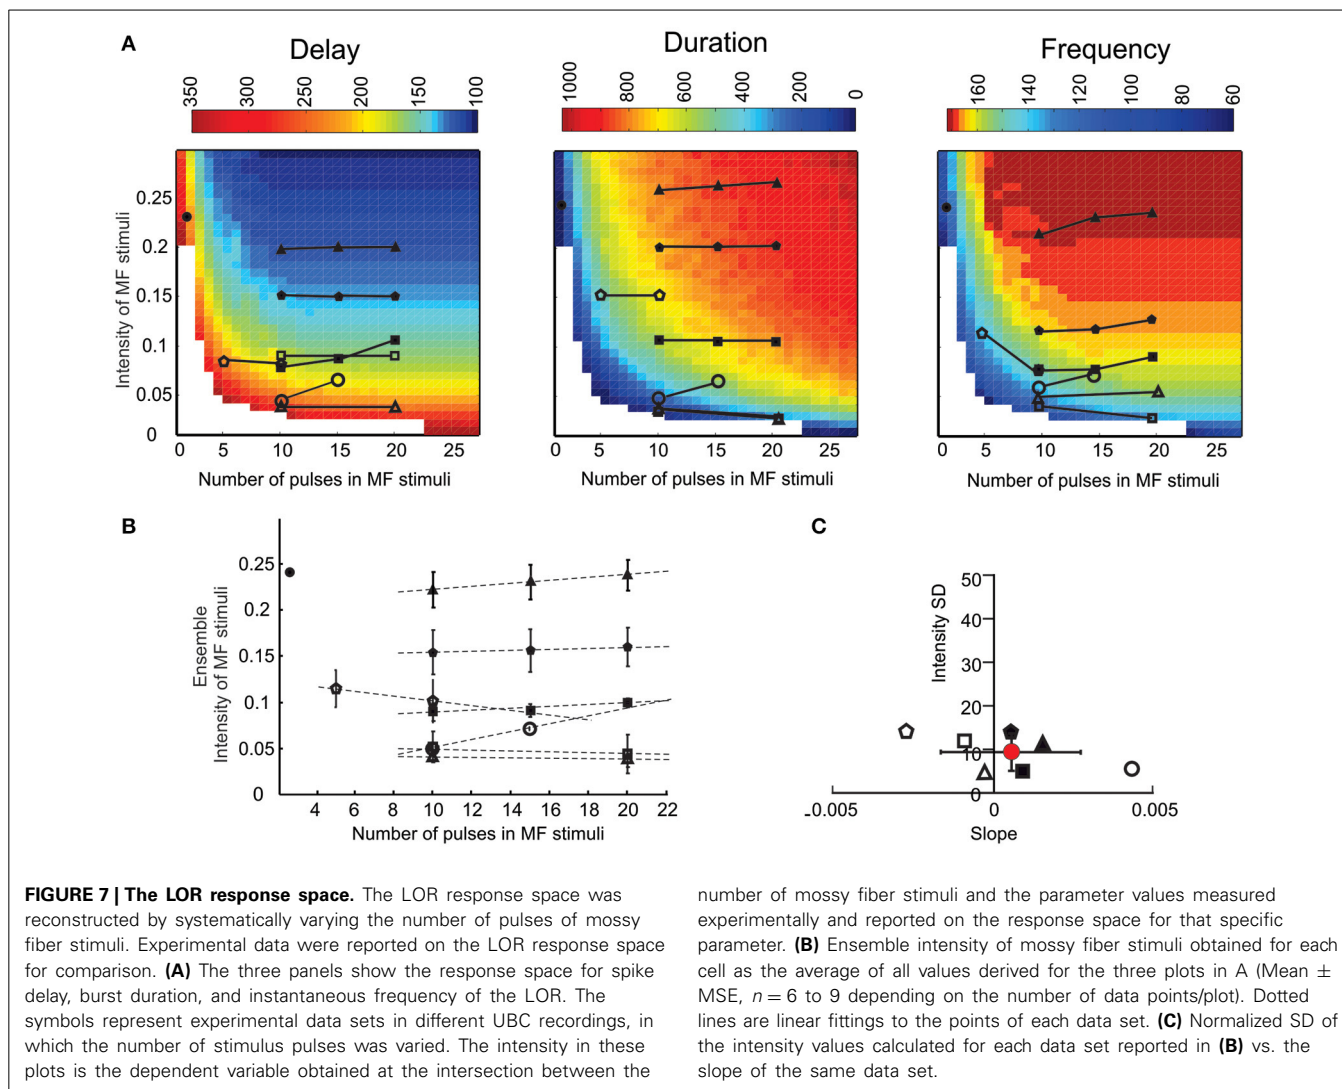 A
Delay
Duration
Frequency
350 300 250 200 150 100
1000 800 600 400 200 0
160 140 120 100 80 60
Intensity of MF stimuli
0.25
0.2
0.15
0.1
0.05
0
0 5 10 15 20 25
0 5 10 15 20 25
0 5 10 15 20 25
Number of pulses in MF stimuli
Number of pulses in MF stimuli
Number of pulses in MF stimuli
B
Ensemble
Intensity of MF stimuli
0.25
0.2
0.15
0.1
0.05
0
4 6 8 10 12 15 16 18 20 22
Number of pulses in MF stimuli
C
Intensity SD
50
40
30
20
10
0
-0.005 0 0.005
Slope
FIGURE 7 | The LOR response space. The LOR response space was
reconstructed by systematically varying the number of pulses of mossy
fiber stimuli. Experimental data were reported on the LOR response space
for comparison. (A) The three panels show the response space for spike
delay, burst duration, and instantaneous frequency of the LOR. The
symbols represent experimental data sets in different UBC recordings, in
which the number of stimulus pulses was varied. The intensity in these
plots is the dependent variable obtained at the intersection between the
number of mossy fiber stimuli and the parameter values measured
experimentally and reported on the response space for that specific
parameter. (B) Ensemble intensity of mossy fiber stimuli obtained for each
cell as the average of all values derived for the three plots in A (Mean ±
MSE, n = 6 to 9 depending on the number of data points/plot). Dotted
lines are linear fittings to the points of each data set. (C) Normalized SD of
the intensity values calculated for each data set reported in (B) vs. the
slope of the same data set.